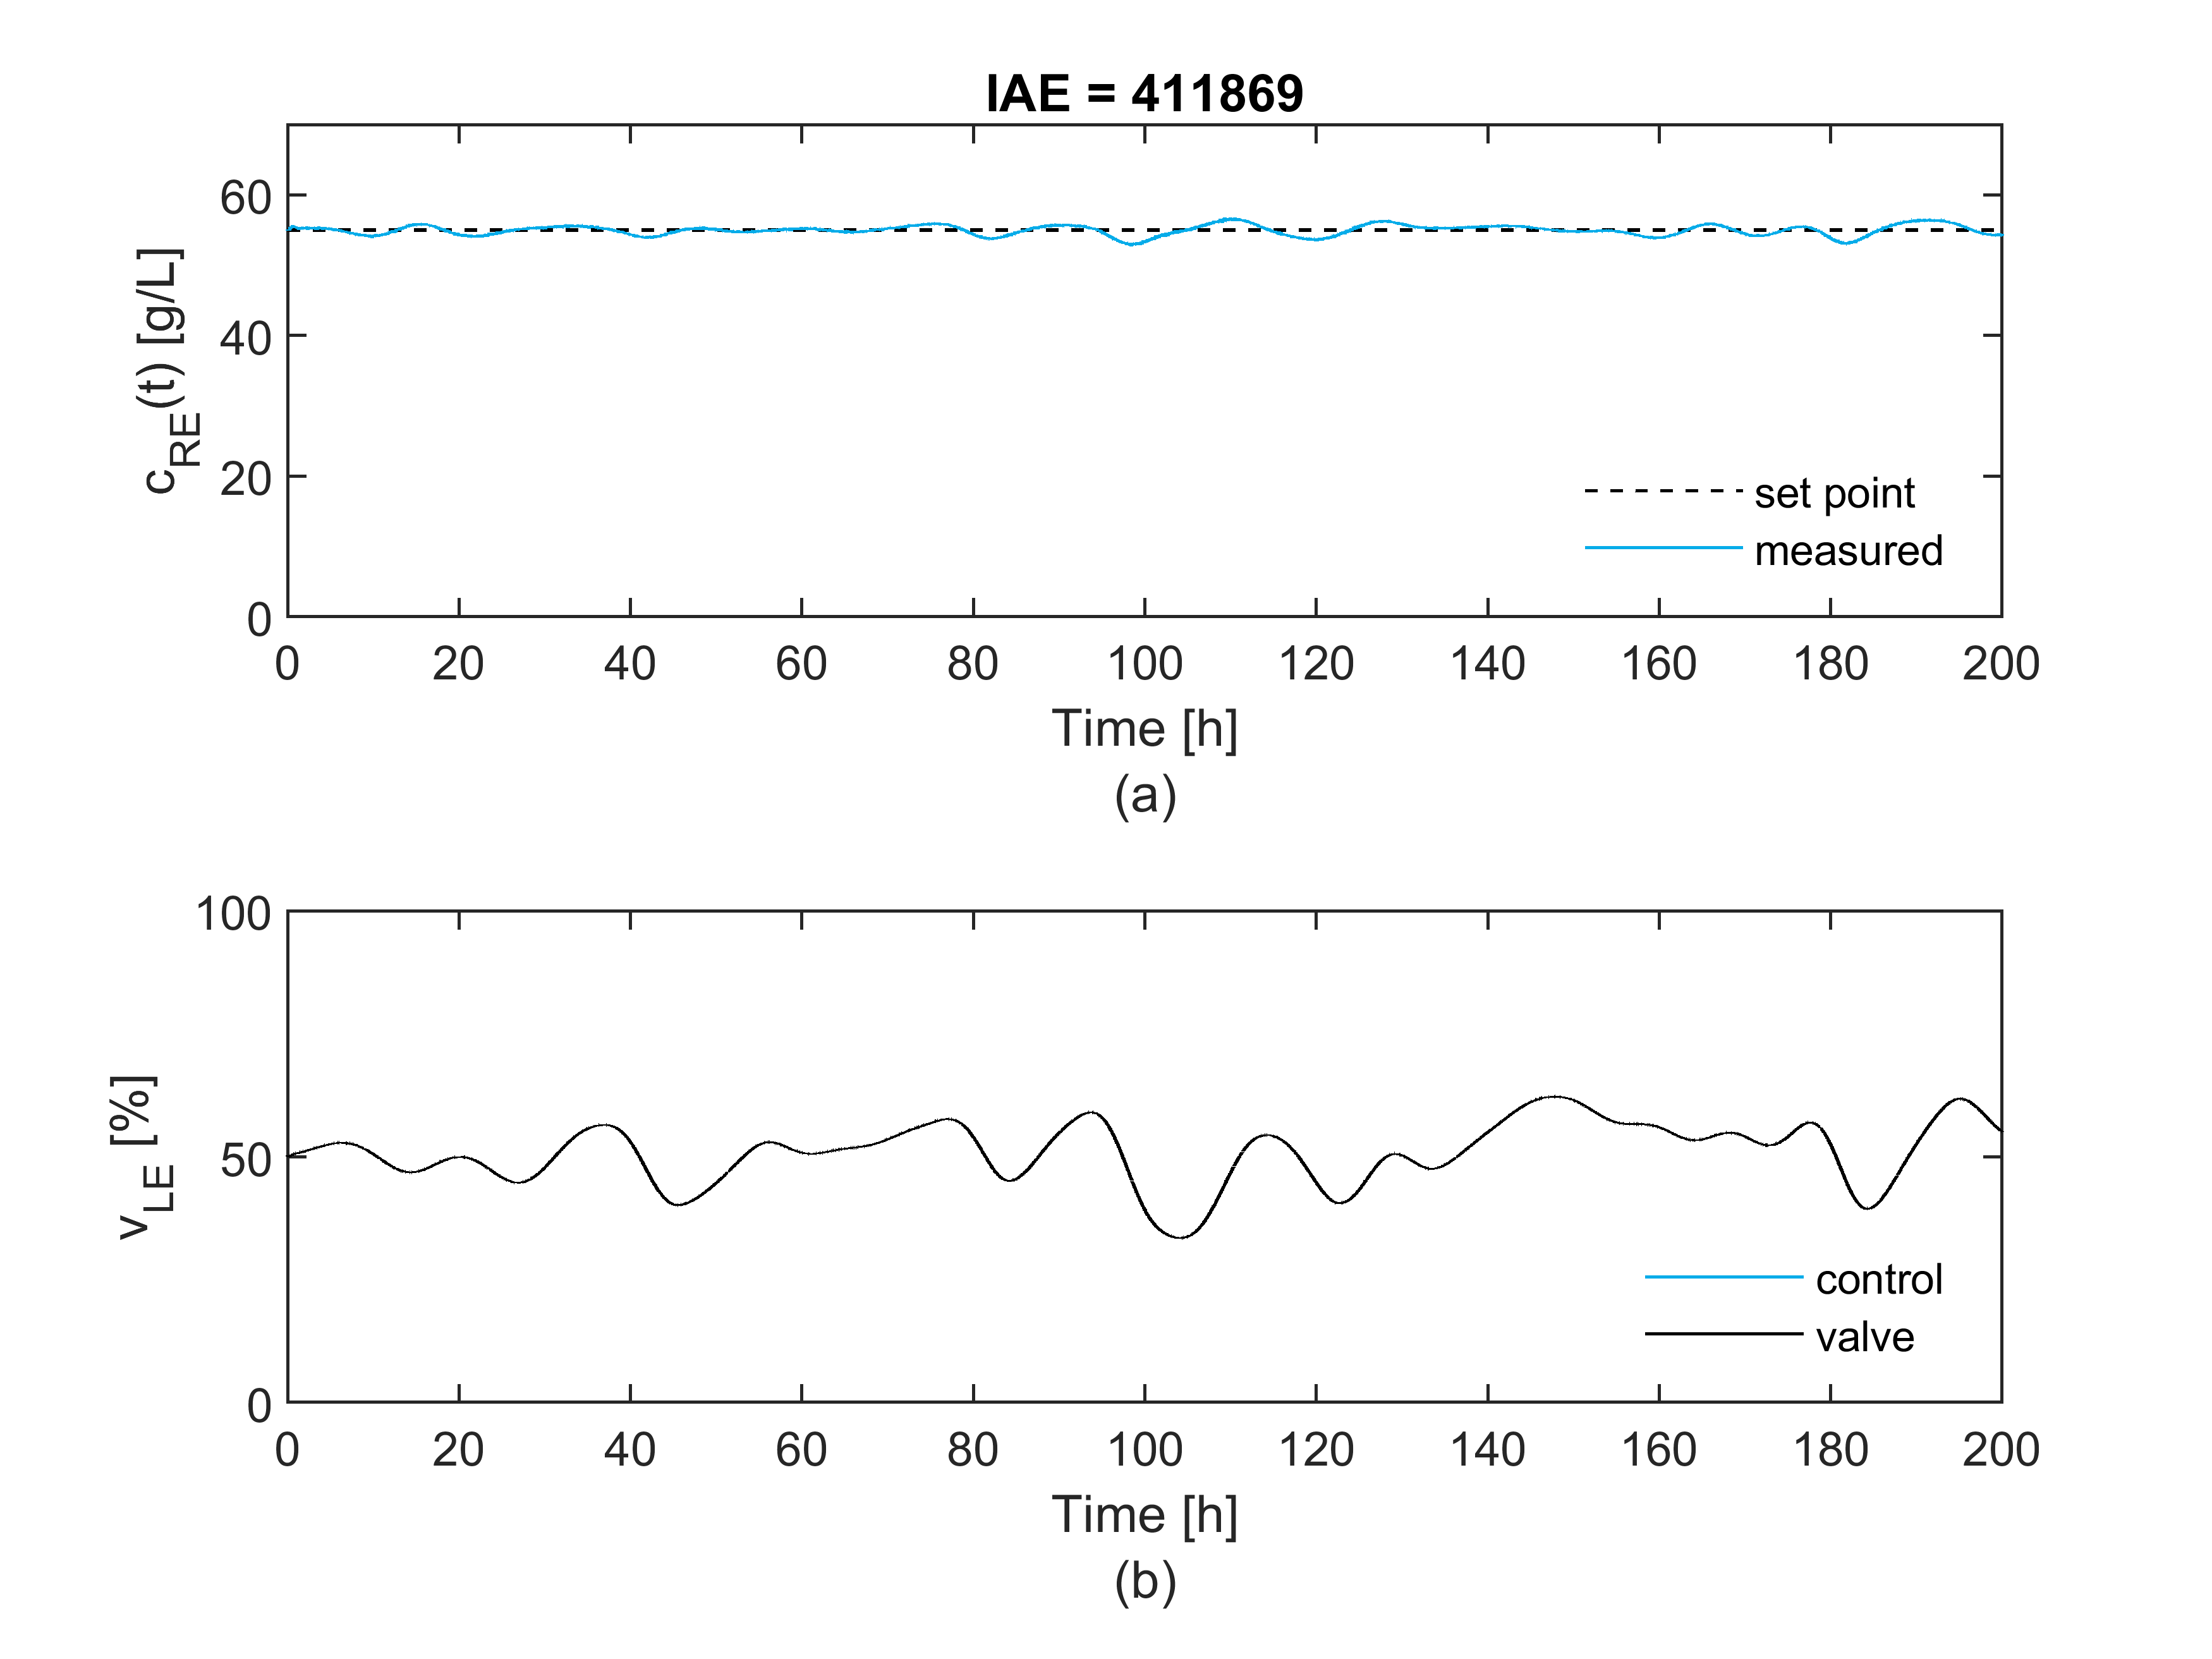 IAE = 411869
c_RE(t) [g/L]
60
40
20
0
set point
measured
0 20 40 60 80 100 120 140 160 180 200
Time [h]
(a)
v_LE [%]
100
50
0
control
valve
0 20 40 60 80 100 120 140 160 180 200
Time [h]
(b)